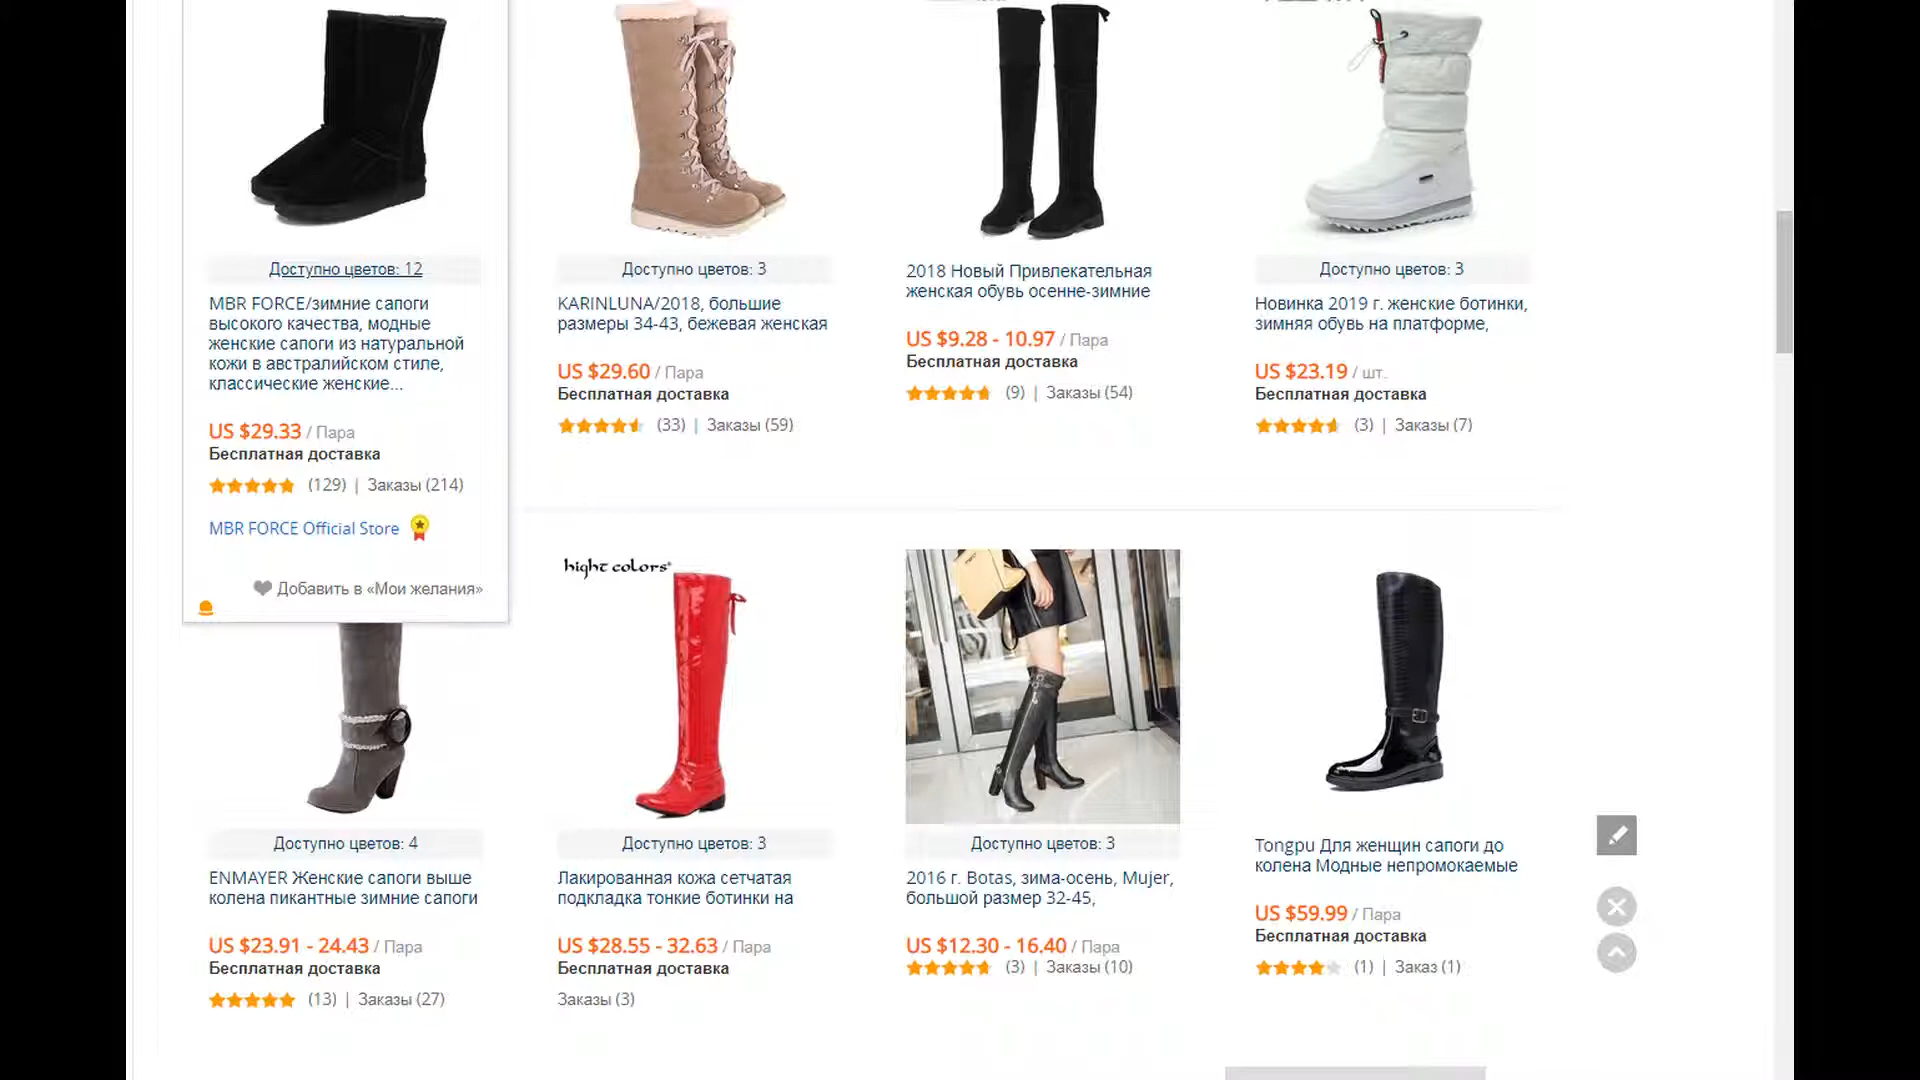 Доступно цветов: 12
MBR FORCE/зимние сапоги
высокого качества, модные
женские сапоги из натуральной
кожи в австралийском стиле,
классические женские...
US $29.33 / Пара
Бесплатная доставка
(129) | Заказы (214)
MBR FORCE Official Store
Добавить в «Мои желания»
Доступно цветов: 3
KARINLUNA/2018, большие
размеры 34-43, бежевая женская
US $29.60 / Пара
Бесплатная доставка
(33) | Заказы (59)
2018 Новый Привлекательная
женская обувь осенне-зимние
US $9.28 - 10.97 / Пара
Бесплатная доставка
(9) | Заказы (54)
Доступно цветов: 3
Новинка 2019 г. женские ботинки,
зимняя обувь на платформе,
US $23.19 / шт.
Бесплатная доставка
(3) | Заказы (7)
Доступно цветов: 4
ENMAYER Женские сапоги выше
колена пикантные зимние сапоги
US $23.91 - 24.43 / Пара
Бесплатная доставка
(13) | Заказы (27)
hight colors®
Доступно цветов: 3
Лакированная кожа сетчатая
подкладка тонкие ботинки на
US $28.55 - 32.63 / Пара
Бесплатная доставка
Заказы (3)
Доступно цветов: 3
2016 г. Botas, зима-осень, Mujer,
большой размер 32-45,
US $12.30 - 16.40 / Пара
(3) | Заказы (10)
Tongpu Для женщин сапоги до
колена Модные непромокаемые
US $59.99 / Пара
Бесплатная доставка
(1) | Заказ (1)